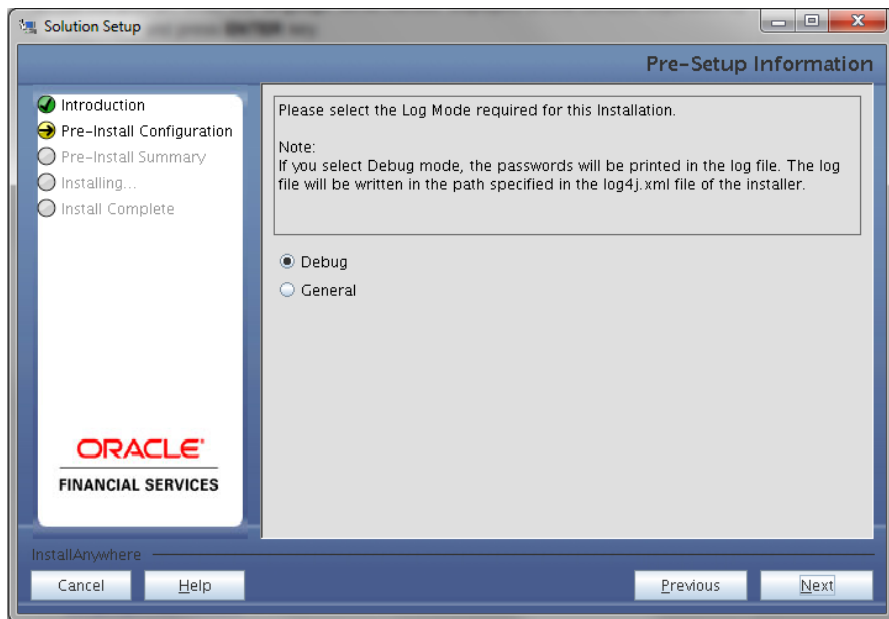 Solution Setup
Pre-Setup Information
Introduction
Pre-Install Configuration
Pre-Install Summary
Installing...
Install Complete
ORACLE
FINANCIAL SERVICES
Please select the Log Mode required for this Installation.
Note:
If you select Debug mode, the passwords will be printed in the log file. The log
file will be written in the path specified in the log4j.xml file of the installer.
Debug
General
InstallAnywhere
Cancel
Help
Previous
Next